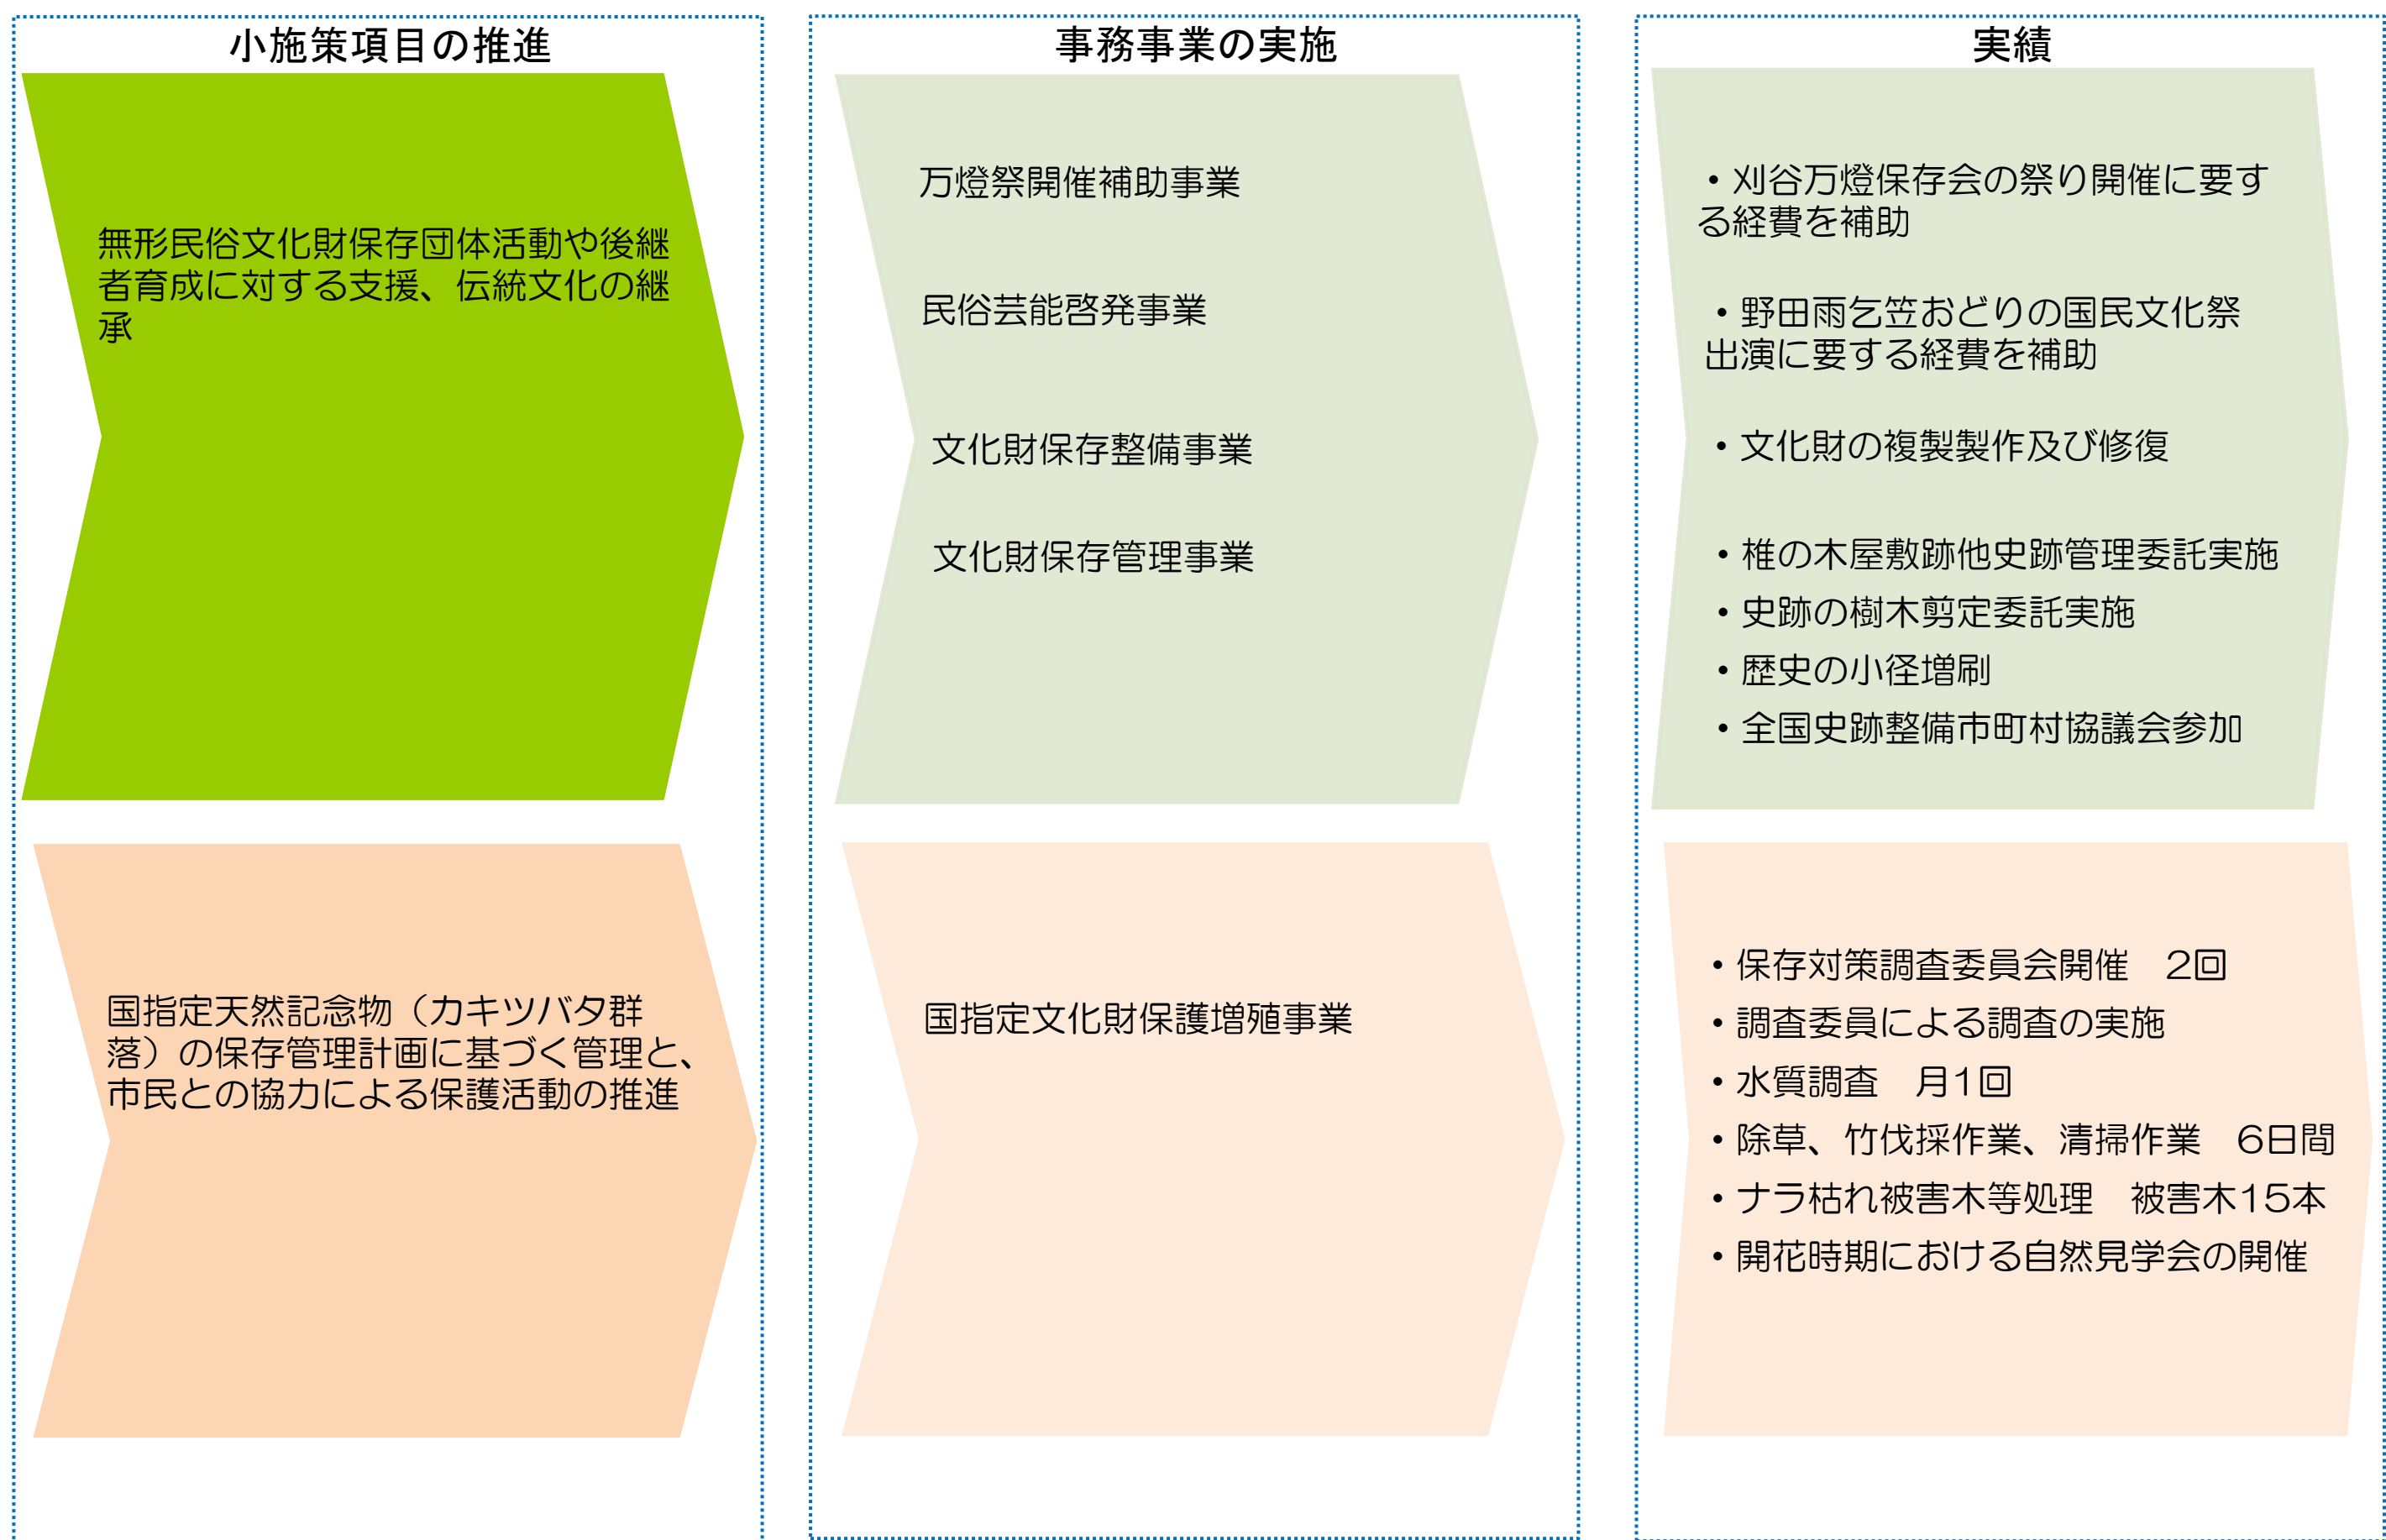 小施策項目の推進
無形民俗文化財保存団体活動や後継
者育成に対する支援、伝統文化の継
承
国指定天然記念物（カキツバタ群
落）の保存管理計画に基づく管理と、
市民との協力による保護活動の推進
事務事業の実施
万燈祭開催補助事業
民俗芸能啓発事業
文化財保存整備事業
文化財保存管理事業
国指定文化財保護増殖事業
実績
・刈谷万燈保存会の祭り開催に要す
る経費を補助
・野田雨乞笠おどりの国民文化祭
出演に要する経費を補助
・文化財の複製製作及び修復
・椎の木屋敷跡他史跡管理委託実施
・史跡の樹木剪定委託実施
・歴史の小径増刷
・全国史跡整備市町村協議会参加
・保存対策調査委員会開催　2回
・調査委員による調査の実施
・水質調査　月1回
・除草、竹伐採作業、清掃作業　6日間
・ナラ枯れ被害木等処理　被害木15本
・開花時期における自然見学会の開催